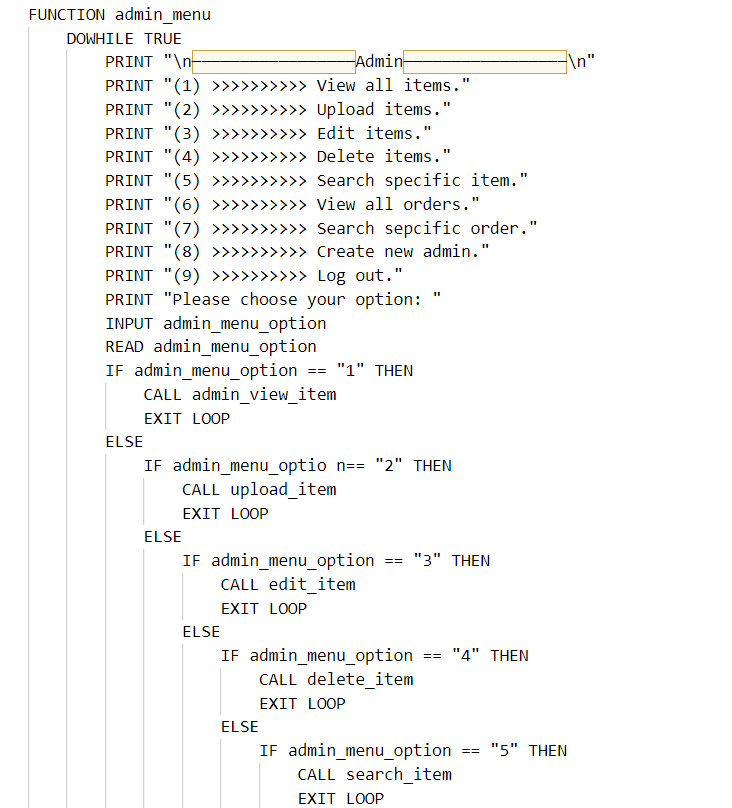 FUNCTION admin_menu
DOWHILE TRUE
PRINT "\n─────────────────Admin─────────────────\n"
PRINT "(1) >>>>>>>>>> View all items."
PRINT "(2) >>>>>>>>>> Upload items."
PRINT "(3) >>>>>>>>>> Edit items."
PRINT "(4) >>>>>>>>>> Delete items."
PRINT "(5) >>>>>>>>>> Search specific item."
PRINT "(6) >>>>>>>>>> View all orders."
PRINT "(7) >>>>>>>>>> Search sepcific order."
PRINT "(8) >>>>>>>>>> Create new admin."
PRINT "(9) >>>>>>>>>> Log out."
PRINT "Please choose your option: "
INPUT admin_menu_option
READ admin_menu_option
IF admin_menu_option == "1" THEN
CALL admin_view_item
EXIT LOOP
ELSE
IF admin_menu_optio n== "2" THEN
CALL upload_item
EXIT LOOP
ELSE
IF admin_menu_option == "3" THEN
CALL edit_item
EXIT LOOP
ELSE
IF admin_menu_option == "4" THEN
CALL delete_item
EXIT LOOP
ELSE
IF admin_menu_option == "5" THEN
CALL search_item
EXIT LOOP